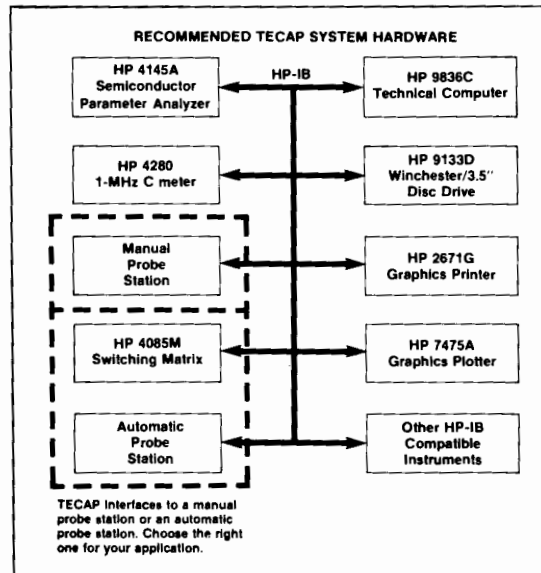 RECOMMENDED TECAP SYSTEM HARDWARE
HP 4145A
Semiconductor
Parameter Analyzer
HP-IB
HP 9836C
Technical Computer
HP 4280
1-MHz C meter
HP 9133D
Winchester/3.5"
Disc Drive
Manual
Probe
Station
HP 2671G
Graphics Printer
HP 4085M
Switching Matrix
HP 7475A
Graphics Plotter
Automatic
Probe
Station
Other HP-IB
Compatible
Instruments
TECAP interfaces to a manual
probe station or an automatic
probe station. Choose the right
one for your application.